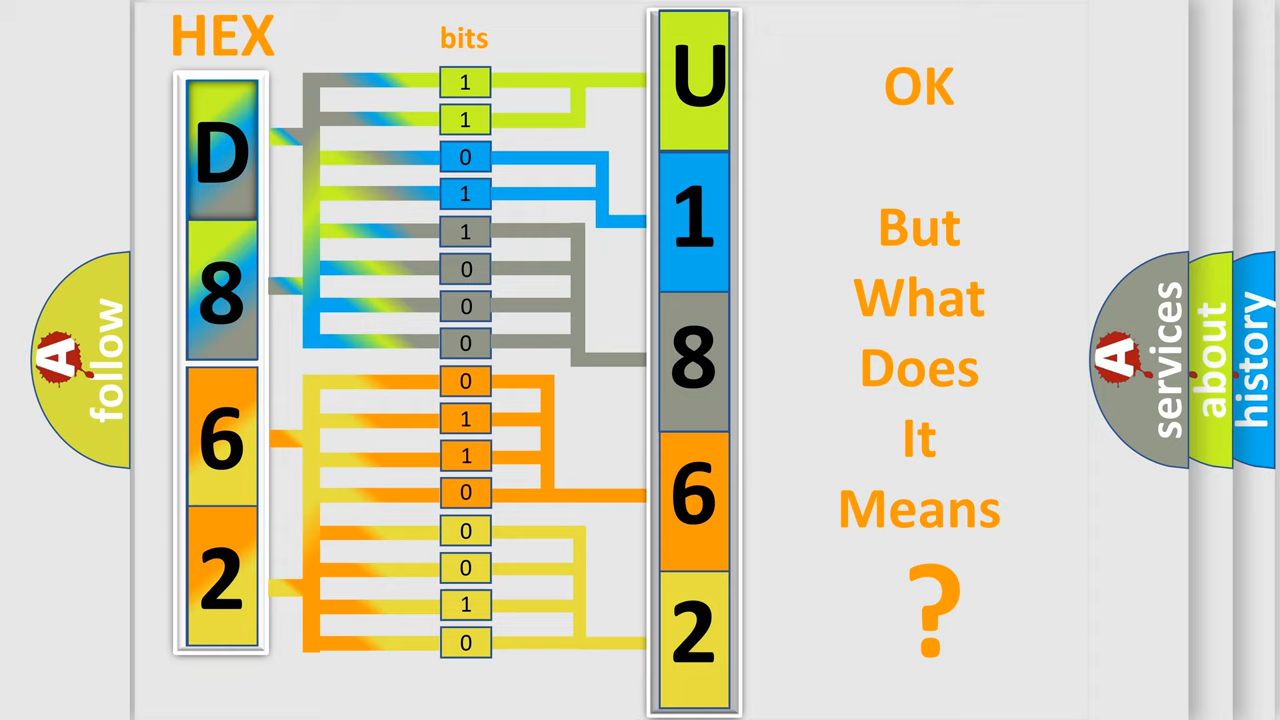 HEX
bits
D
8
6
2
1
1
0
1
1
0
0
0
0
1
1
0
0
0
1
0
U
1
8
6
2
OK
But
What
Does
It
Means
?
A
follow
A
services
about
history